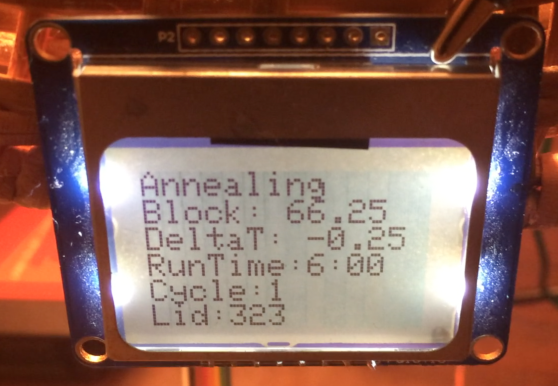 P2
Annealing
Block: 66.25
DeltaT: -0.25
RunTime:6:00
Cycle:1
Lid:323